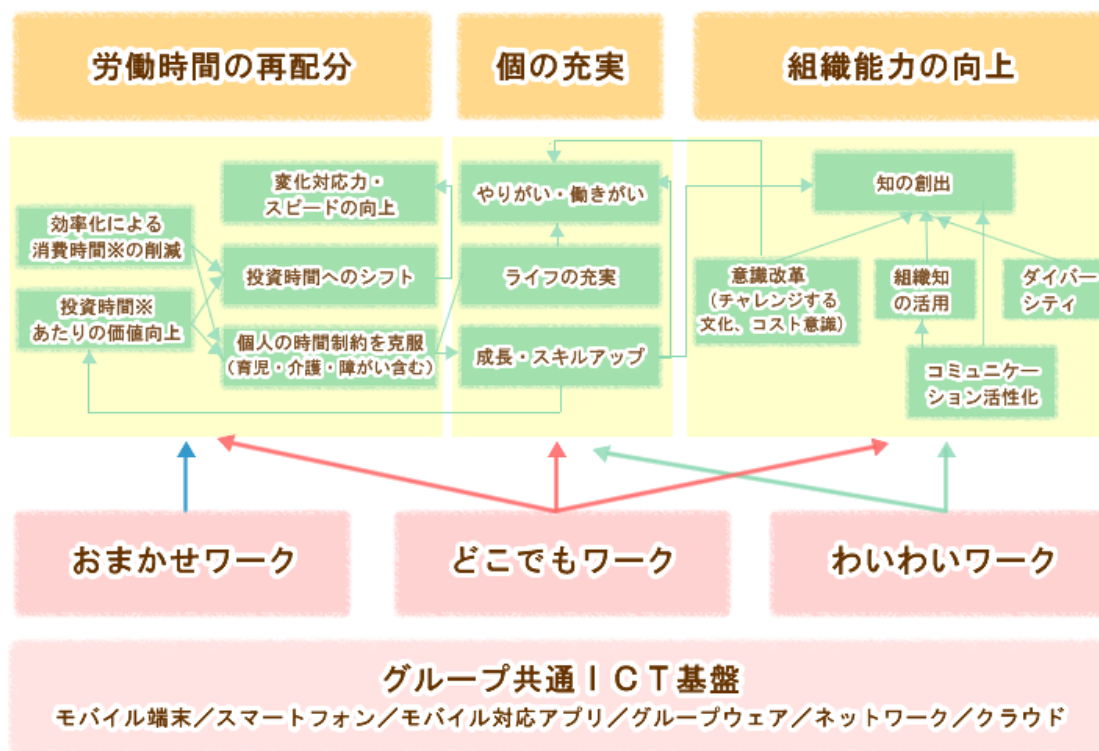 労働時間の再配分
個の充実
組織能力の向上
変化対応力・
スピードの向上
効率化による
消費時間※の削減
投資時間へのシフト
投資時間※
あたりの価値向上
個人の時間制約を克服
（育児・介護・障がい含む）
やりがい・働きがい
ライフの充実
成長・スキルアップ
知の創出
意識改革
（チャレンジする
文化、コスト意識）
組織知
の活用
ダイバー
シティ
コミュニケー
ション活性化
おまかせワーク
どこでもワーク
わいわいワーク
グループ共通ＩＣＴ基盤
モバイル端末／スマートフォン／モバイル対応アプリ／グループウェア／ネットワーク／クラウド